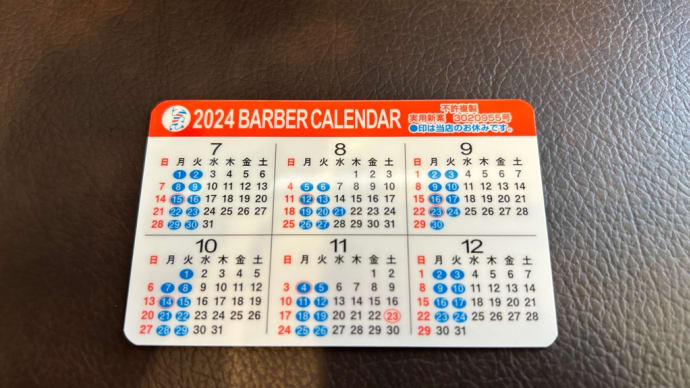 2024 BARBER CALENDAR
不許複製
実用新案 3020955号
●印は当店のお休みです。
7
日 月 火 水 木 金 土
1 2 3 4 5 6
7 8 9 10 11 12 13
14 15 16 17 18 19 20
21 22 23 24 25 26 27
28 29 30 31
8
日 月 火 水 木 金 土
1 2 3
4 5 6 7 8 9 10
11 12 13 14 15 16 17
18 19 20 21 22 23 24
25 26 27 28 29 30 31
9
日 月 火 水 木 金 土
1 2 3 4 5 6 7
8 9 10 11 12 13 14
15 16 17 18 19 20 21
22 23 24 25 26 27 28
29 30
10
日 月 火 水 木 金 土
1 2 3 4 5
6 7 8 9 10 11 12
13 14 15 16 17 18 19
20 21 22 23 24 25 26
27 28 29 30 31
11
日 月 火 水 木 金 土
1 2
3 4 5 6 7 8 9
10 11 12 13 14 15 16
17 18 19 20 21 22 23
24 25 26 27 28 29 30
12
日 月 火 水 木 金 土
1 2 3 4 5 6 7
8 9 10 11 12 13 14
15 16 17 18 19 20 21
22 23 24 25 26 27 28
29 30 31